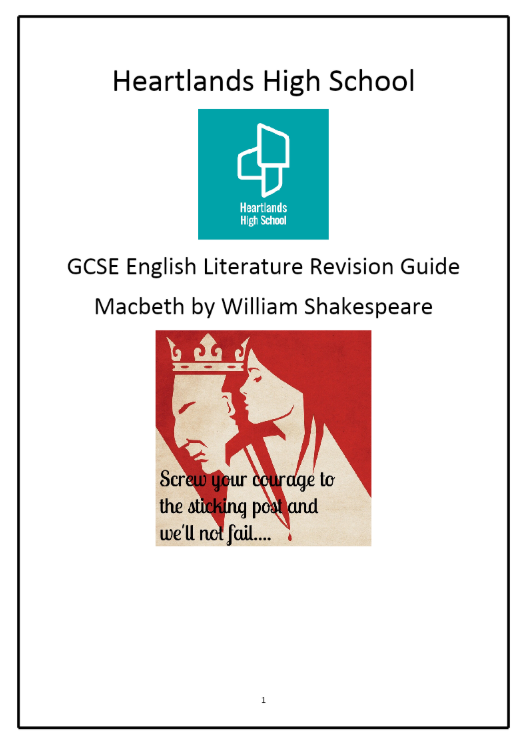 Heartlands High School
Heartlands
High School
GCSE English Literature Revision Guide
Macbeth by William Shakespeare
Screw your courage to
the sticking post and
we'll not fail....
1